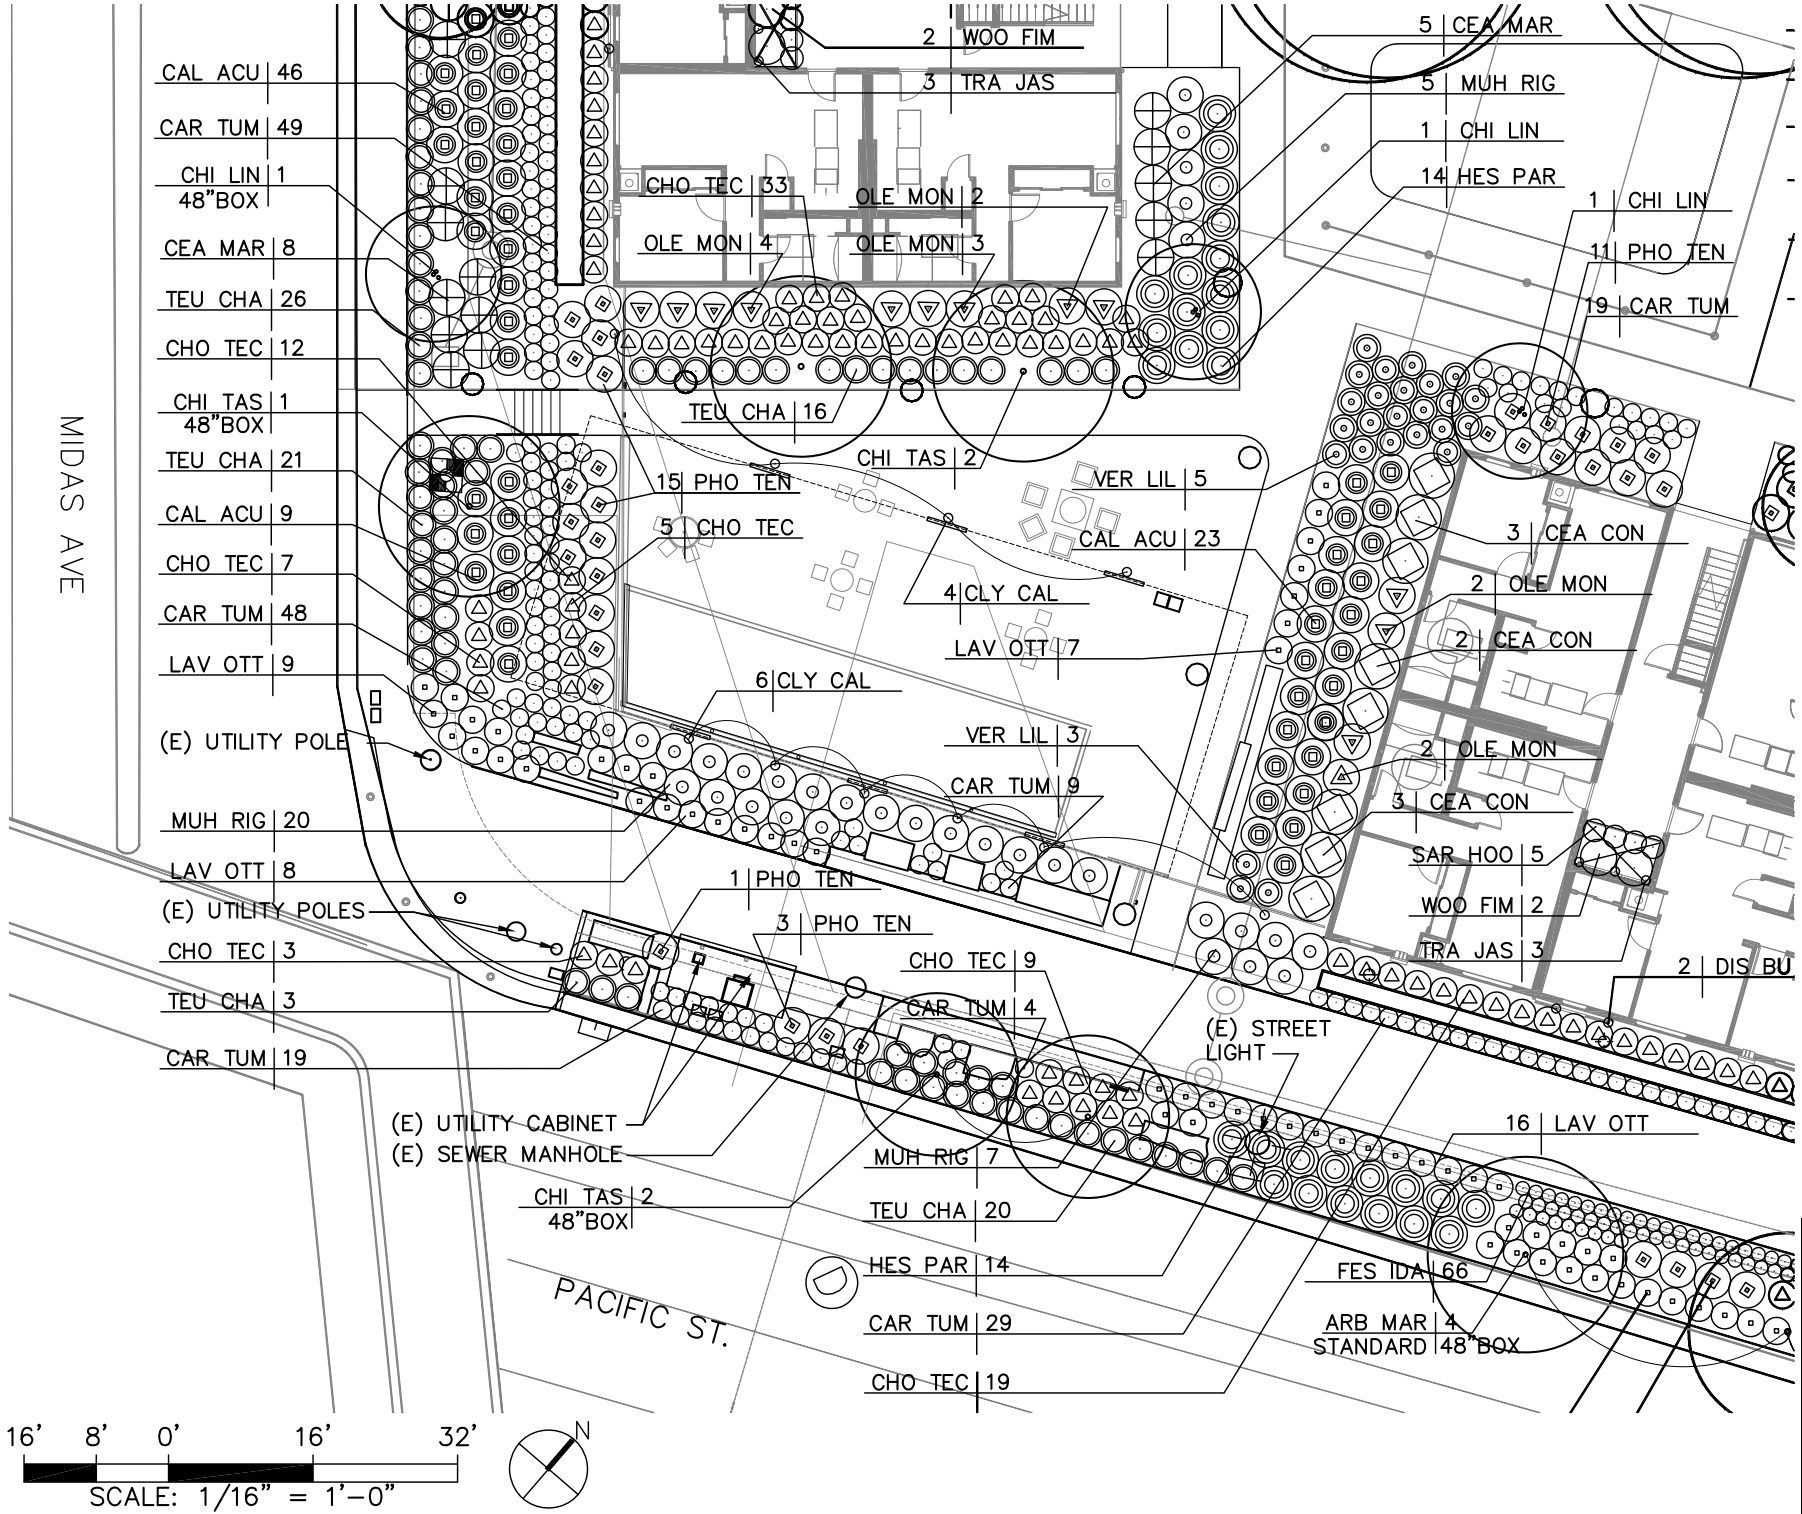 2 | WOO FIM
3 | TRA JAS
5 | CEA MAR
5 | MUH RIG
1 | CHI LIN
14 | HES PAR
1 | CHI LIN
11 | PHO TEN
19 | CAR TUM
CAL ACU | 46
CAR TUM | 49
CHI LIN | 1
48"BOX
CEA MAR | 8
TEU CHA | 26
CHO TEC | 12
CHI TAS | 1
48"BOX
TEU CHA | 21
CAL ACU | 9
CHO TEC | 7
CAR TUM | 48
LAV OTT | 9
(E) UTILITY POLE
MUH RIG | 20
LAV OTT | 8
(E) UTILITY POLES
CHO TEC | 3
TEU CHA | 3
CAR TUM | 19
MIDAS AVE
CHO TEC | 33
OLE MON | 2
OLE MON | 4
OLE MON | 3
TEU CHA | 16
CHI TAS | 2
15 | PHO TEN
5 | CHO TEC
VER LIL | 5
CAL ACU | 23
4 | CLY CAL
LAV OTT | 7
6 | CLY CAL
VER LIL | 3
CAR TUM | 9
3 | CEA CON
2 | OLE MON
2 | CEA CON
2 | OLE MON
3 | CEA CON
SAR HOO | 5
WOO FIM | 2
TRA JAS | 3
2 | DIS BU
1 | PHO TEN
3 | PHO TEN
CHO TEC | 9
CAR TUM | 4
(E) STREET
LIGHT
(E) UTILITY CABINET
(E) SEWER MANHOLE
CHI TAS | 2
48"BOX
MUH RIG | 7
TEU CHA | 20
HES PAR | 14
CAR TUM | 29
CHO TEC | 19
16 | LAV OTT
FES IDA | 66
ARB MAR | 4
STANDARD | 48"BOX
PACIFIC ST.
16' 8' 0' 16' 32'
SCALE: 1/16" = 1'-0"
N